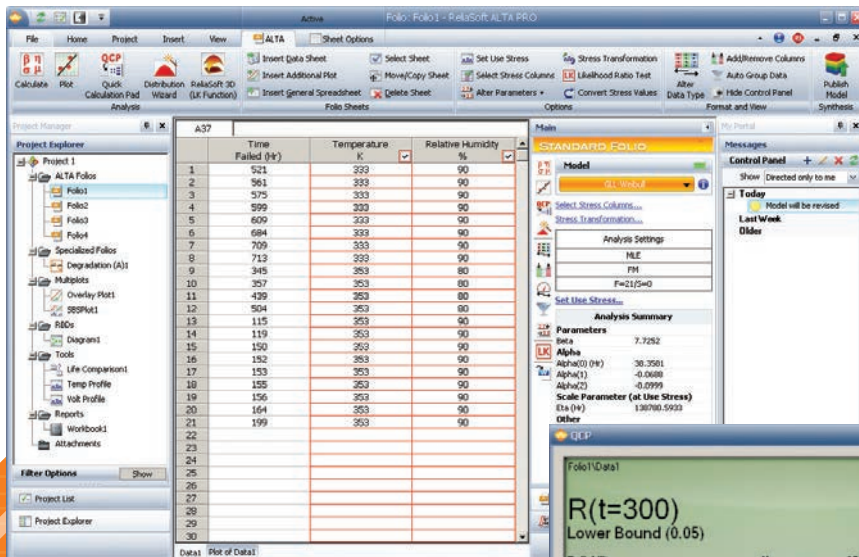 Active
Folio: Folio1 - ReliaSoft ALTA PRO
File Home Project Insert View ALTA Sheet Options
Calculate
Plot
Quick Calculation Pad
Distribution Wizard
ReliaSoft 3D (LK Function)
Analysis
Insert Data Sheet
Insert Additional Plot
Insert General Spreadsheet
Select Sheet
Move/Copy Sheet
Delete Sheet
Folio Sheets
Set Use Stress
Select Stress Columns
Alter Parameters
Stress Transformation
Likelihood Ratio Test
Convert Stress Values
Options
Alter Data Type
Add/Remove Columns
Auto Group Data
Hide Control Panel
Format and View
Publish Model
Synthesis
Project Manager
Project Explorer
Project 1
ALTA Folios
Folio1
Folio2
Folio3
Folio4
Specialized Folios
Degradation (A)1
Multiplots
Overlay Plot1
SBSPlot1
RBDs
Diagram1
Tools
Life Comparison1
Temp Profile
Volt Profile
Reports
Workbook1
Attachments
Filter Options Show
Project List
Project Explorer
A37
Time Failed (Hr) Temperature K Relative Humidity %
1 521 333 90
2 561 333 90
3 575 333 90
4 599 333 90
5 609 333 90
6 684 333 90
7 709 333 90
8 713 333 90
9 345 353 80
10 357 353 80
11 439 353 80
12 504 353 80
13 115 353 90
14 119 353 90
15 150 353 90
16 152 353 90
17 153 353 90
18 155 353 90
19 156 353 90
20 164 353 90
21 199 353 90
22
23
24
25
26
27
28
29
30
Data1 Plot of Data1
Main
STANDARD FOLIO
Model
GLL Weibull
Select Stress Columns...
Stress Transformation...
Analysis Settings
MLE
FM
F=21/S=0
Set Use Stress...
Analysis Summary
Parameters
Beta 7.7252
Alpha
Alpha(0) (Hr) 38.3581
Alpha(1) -0.0688
Alpha(2) -0.0999
Scale Parameter (at Use Stress)
Eta (Hr) 138780.5933
Other
My Portal
Messages
Control Panel
Show Directed only to me
Today
Model will be revised
Last Week
Older
QCP
Folio1\Data1
R(t=300)
Lower Bound (0.05)